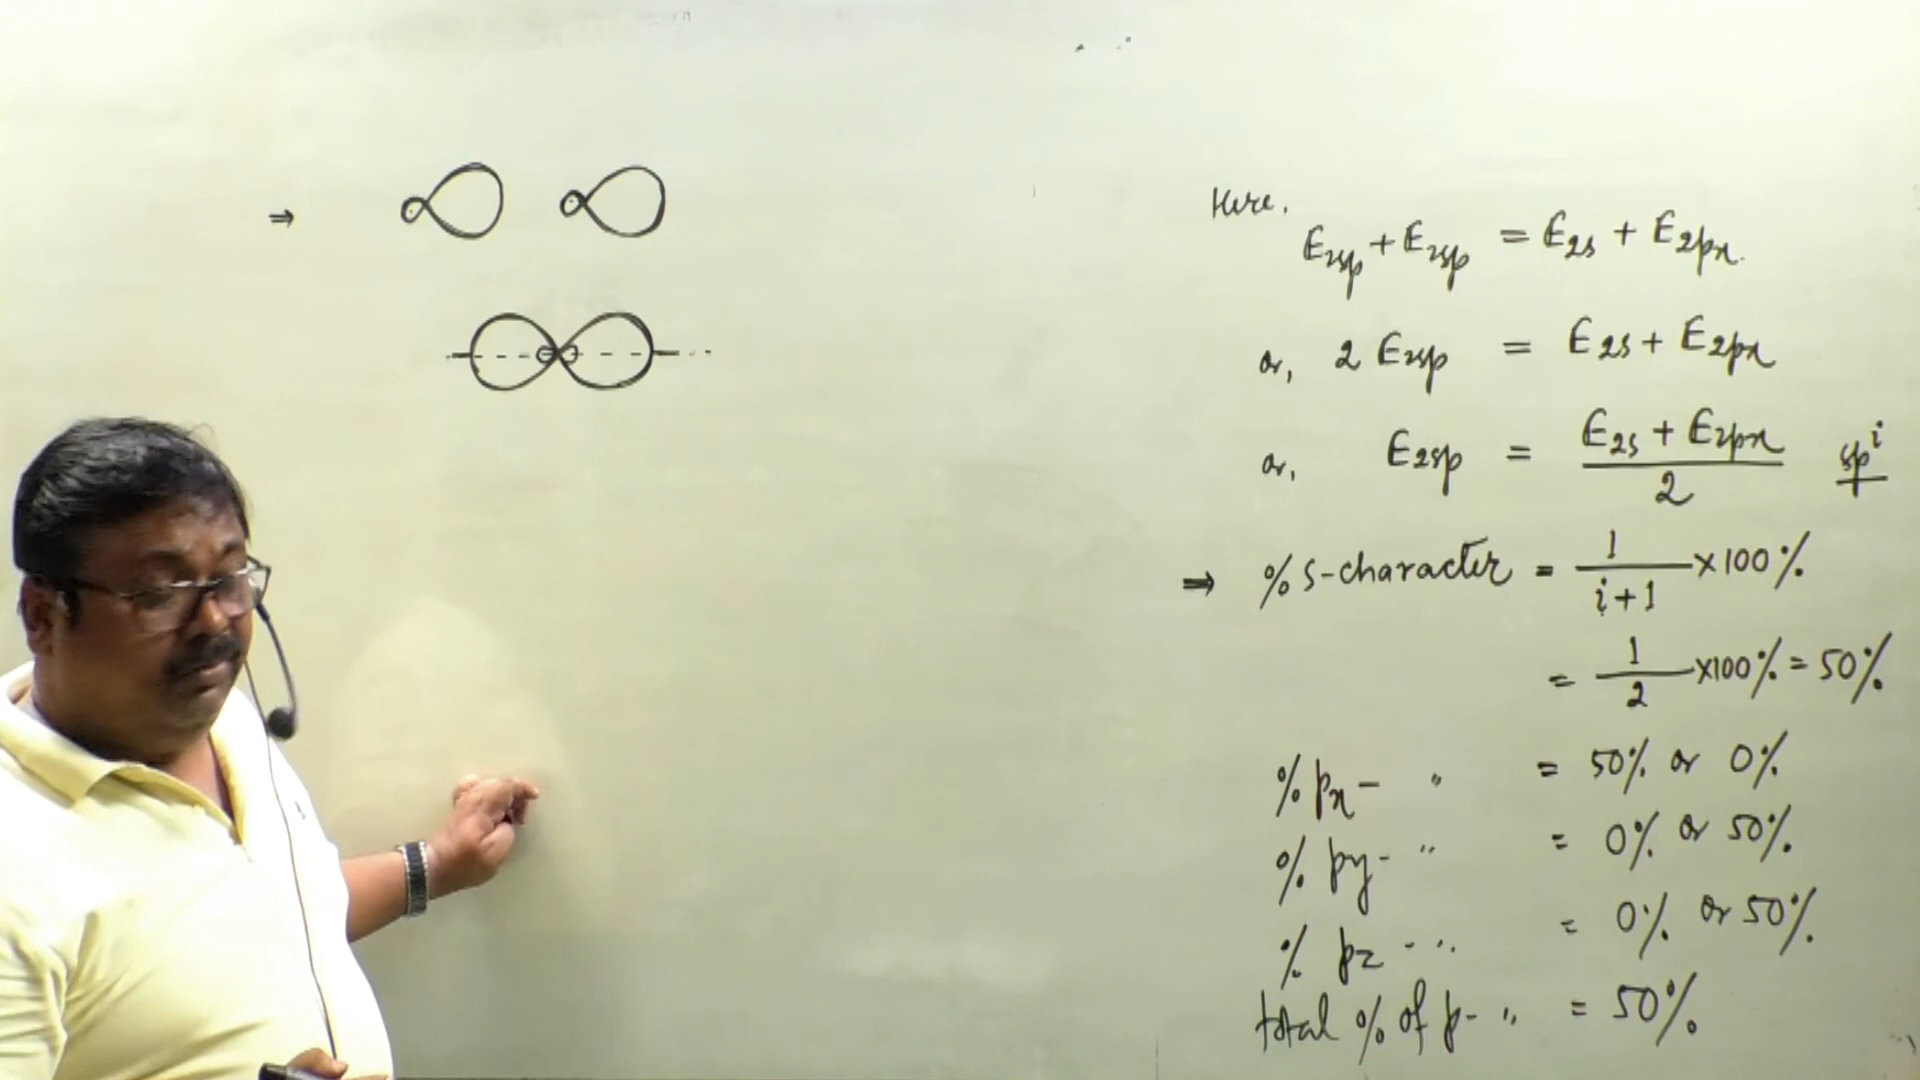 ⇒
Here,
E₂sp + E₂sp = E₂s + E₂pₓ
or, 2 E₂sp = E₂s + E₂pₓ
or, E₂sp = (E₂s + E₂pₓ) / 2 spⁱ
⇒ % s-character = 1/(i+1) × 100%
= 1/2 × 100% = 50%
% pₓ- " = 50% or 0%
% py- " = 0% or 50%
% pz - " = 0% or 50%
total % of p- " = 50%